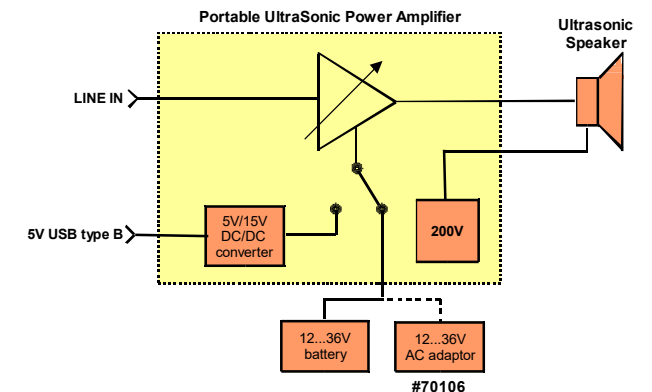 Portable UltraSonic Power Amplifier
Ultrasonic
Speaker
LINE IN
5V USB type B
5V/15V
DC/DC
converter
200V
12...36V
battery
12...36V
AC adaptor
#70106